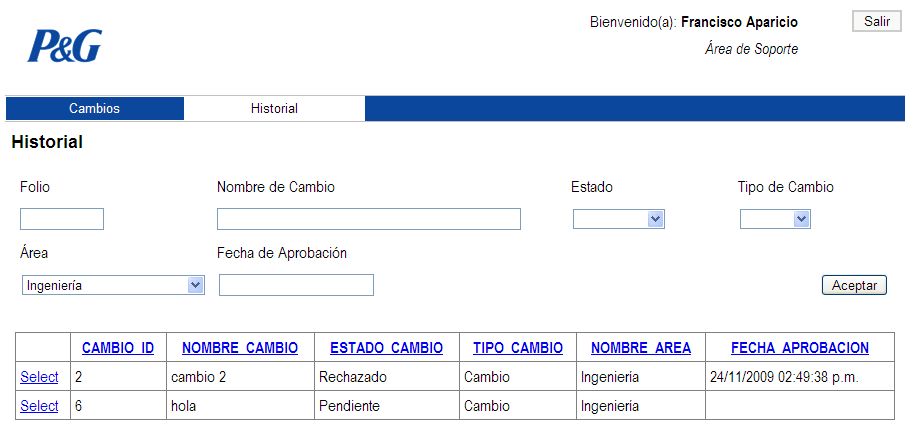 Bienvenido(a): Francisco Aparicio
Salir
P&G
Área de Soporte
Cambios Historial
Historial
Folio Nombre de Cambio Estado Tipo de Cambio
Área Fecha de Aprobación
Ingeniería Aceptar
CAMBIO_ID NOMBRE_CAMBIO ESTADO_CAMBIO TIPO_CAMBIO NOMBRE_AREA FECHA_APROBACION
Select 2 cambio 2 Rechazado Cambio Ingeniería 24/11/2009 02:49:38 p.m.
Select 6 hola Pendiente Cambio Ingeniería